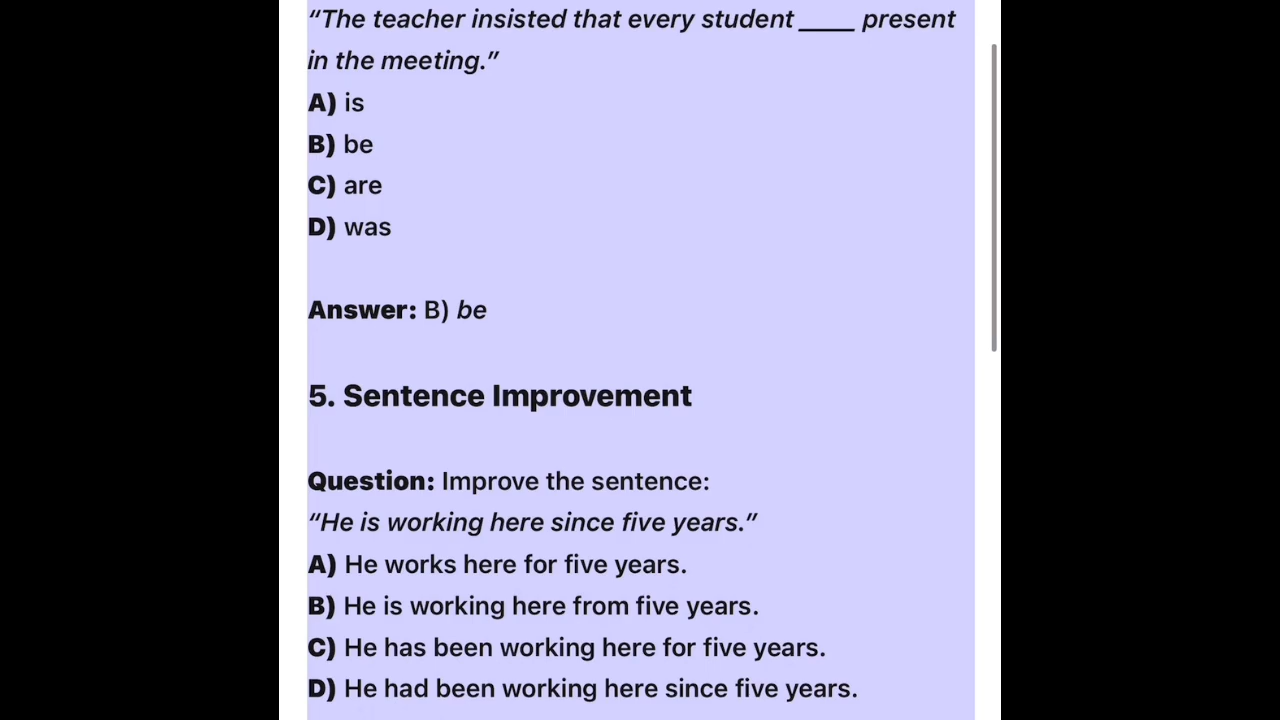 “The teacher insisted that every student ____ present
in the meeting.”
A) is
B) be
C) are
D) was
Answer: B) be
5. Sentence Improvement
Question: Improve the sentence:
“He is working here since five years.”
A) He works here for five years.
B) He is working here from five years.
C) He has been working here for five years.
D) He had been working here since five years.